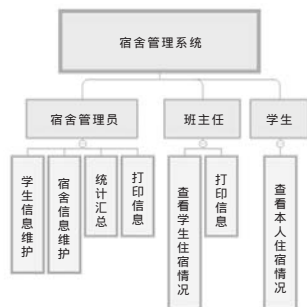 宿舍管理系统
宿舍管理员
班主任
学生
学生信息维护
宿舍信息维护
统计汇总
打印信息
查看学生住宿情况
打印信息
查看本人住宿情况